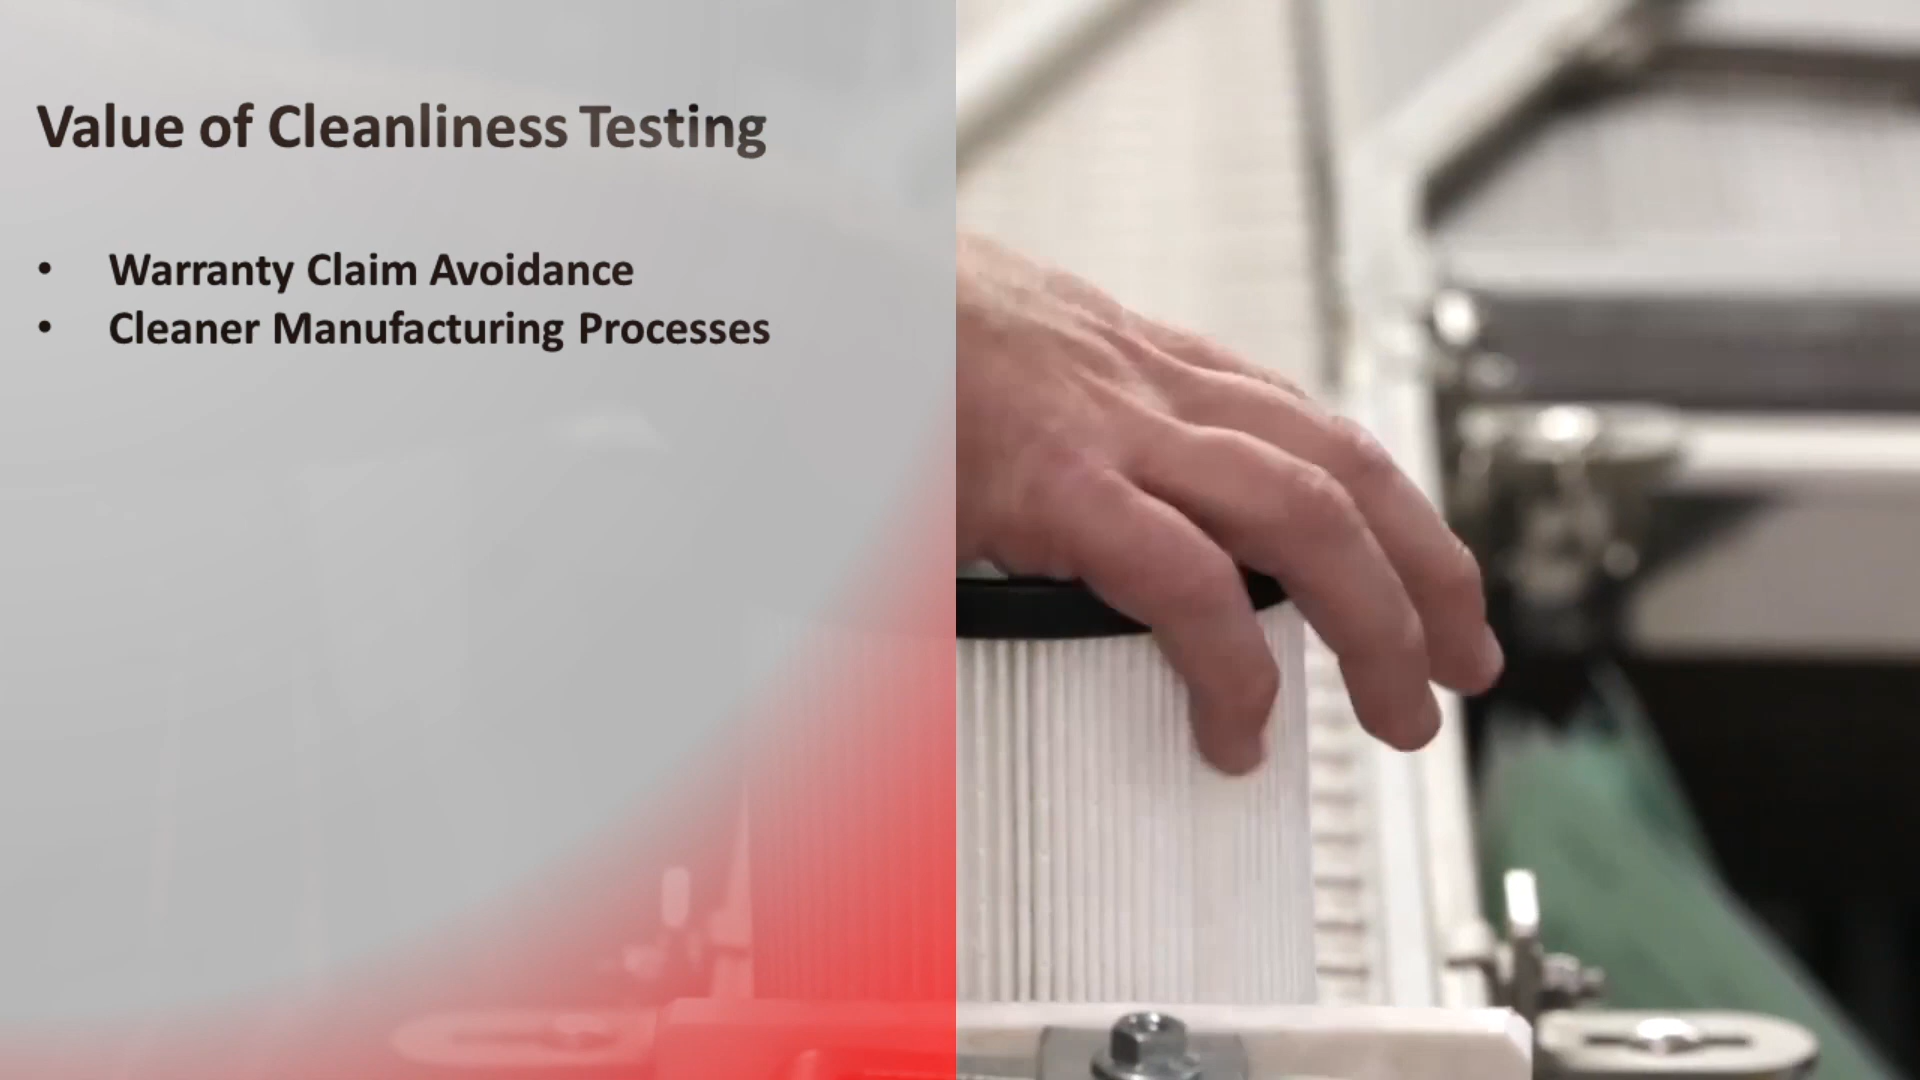 Value of Cleanliness Testing
• Warranty Claim Avoidance
• Cleaner Manufacturing Processes